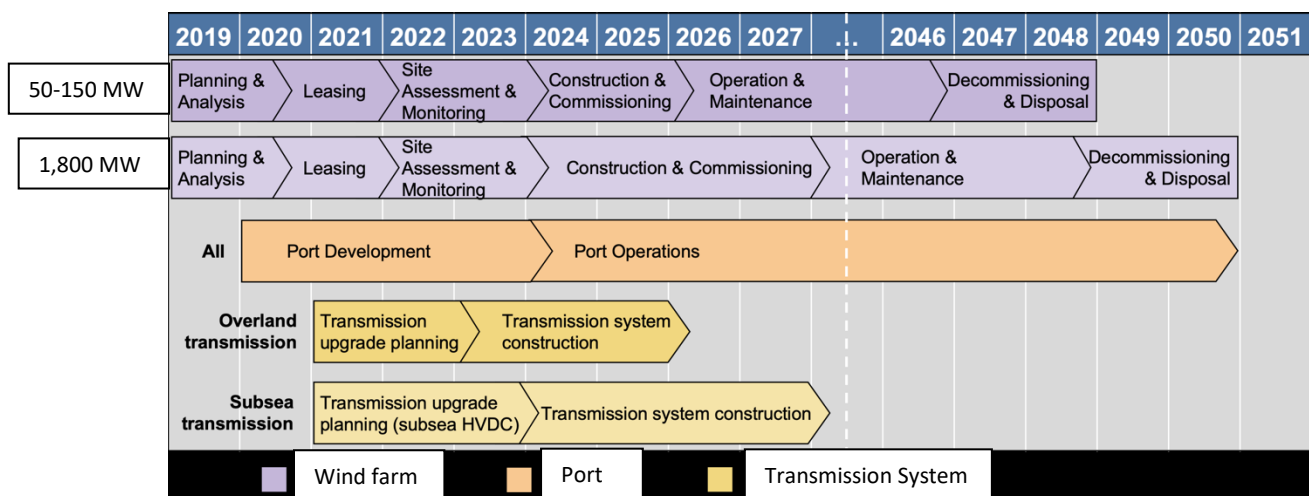 2019 2020 2021 2022 2023 2024 2025 2026 2027 ... 2046 2047 2048 2049 2050 2051
50-150 MW
Planning &
Analysis
Leasing
Site
Assessment &
Monitoring
Construction &
Commissioning
Operation &
Maintenance
Decommissioning
& Disposal
1,800 MW
Planning &
Analysis
Leasing
Site
Assessment &
Monitoring
Construction & Commissioning
Operation &
Maintenance
Decommissioning
& Disposal
All
Port Development
Port Operations
Overland
transmission
Transmission
upgrade planning
Transmission system
construction
Subsea
transmission
Transmission upgrade
planning (subsea HVDC)
Transmission system construction
Wind farm
Port
Transmission System